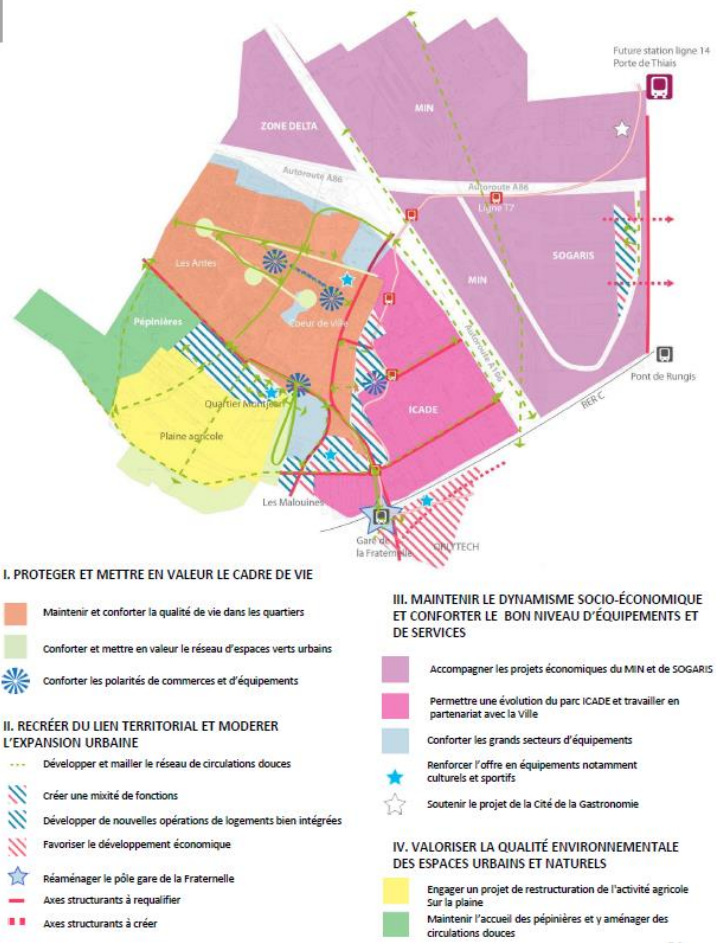 Future station ligne 14
Porte de Thiais
MIN
ZONE DELTA
Autoroute A86
Autoroute A86
Ligne T7
Les Antes
SOGARIS
MIN
Pépinières
Coeur de ville
Autoroute A106
Pont de Rungis
RER C
Quartier Montjean
ICADE
Plaine agricole
Les Malouines
Gare de
la Fraternelle
ORLYTECH
I. PROTEGER ET METTRE EN VALEUR LE CADRE DE VIE
Maintenir et conforter la qualité de vie dans les quartiers
Conforter et mettre en valeur le réseau d'espaces verts urbains
Conforter les polarités de commerces et d'équipements
II. RECRÉER DU LIEN TERRITORIAL ET MODERER
L'EXPANSION URBAINE
Développer et mailler le réseau de circulations douces
Créer une mixité de fonctions
Développer de nouvelles opérations de logements bien intégrées
Favoriser le développement économique
Réaménager le pôle gare de la Fraternelle
Axes structurants à requalifier
Axes structurants à créer
III. MAINTENIR LE DYNAMISME SOCIO-ÉCONOMIQUE
ET CONFORTER LE BON NIVEAU D'ÉQUIPEMENTS ET
DE SERVICES
Accompagner les projets économiques du MIN et de SOGARIS
Permettre une évolution du parc ICADE et travailler en
partenariat avec la Ville
Conforter les grands secteurs d'équipements
Renforcer l'offre en équipements notamment
culturels et sportifs
Soutenir le projet de la Cité de la Gastronomie
IV. VALORISER LA QUALITÉ ENVIRONNEMENTALE
DES ESPACES URBAINS ET NATURELS
Engager un projet de restructuration de l'activité agricole
Sur la plaine
Maintenir l'accueil des pépinières et y aménager des
circulations douces